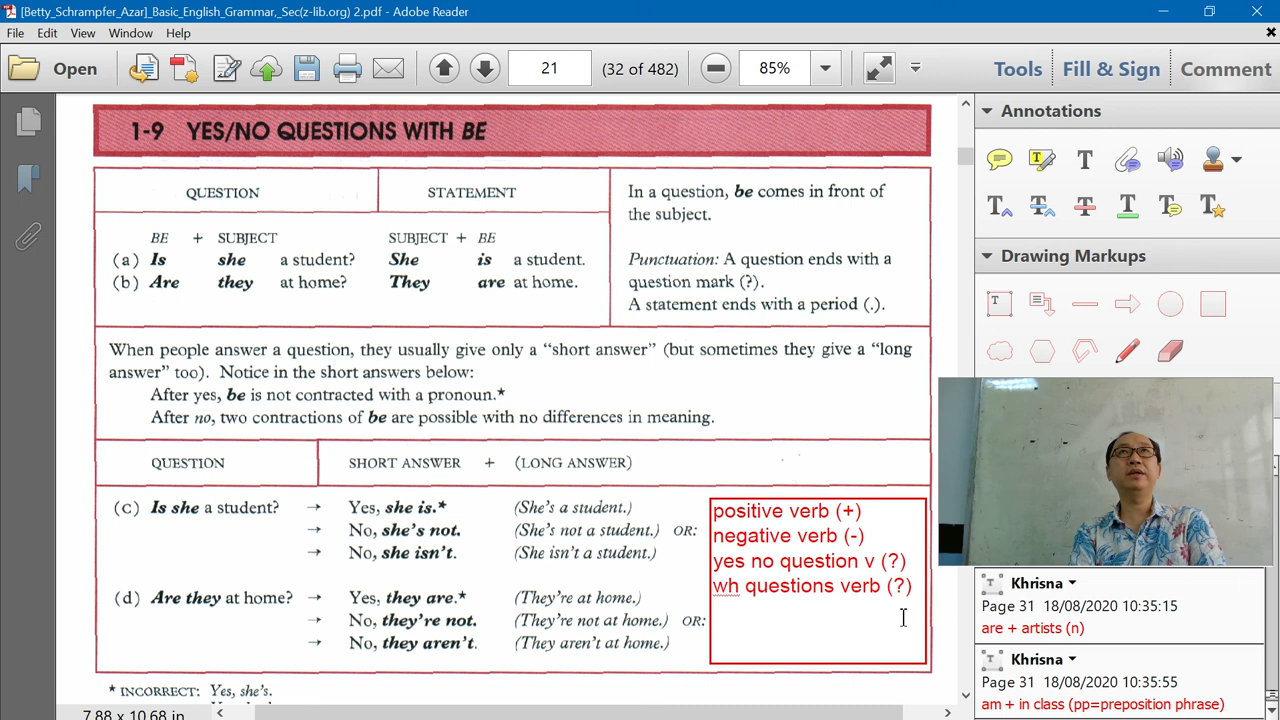 [Betty_Schrampfer_Azar]_Basic_English_Grammar,_Sec(z-lib.org) 2.pdf - Adobe Reader
File Edit View Window Help
Open 21 (32 of 482) 85% Tools Fill & Sign Comment
1-9 YES/NO QUESTIONS WITH BE
QUESTION STATEMENT
In a question, be comes in front of
the subject.
BE + SUBJECT SUBJECT + BE
(a) Is she a student? She is a student.
(b) Are they at home? They are at home.
Punctuation: A question ends with a
question mark (?).
A statement ends with a period (.).
When people answer a question, they usually give only a “short answer” (but sometimes they give a “long
answer” too). Notice in the short answers below:
After yes, be is not contracted with a pronoun.*
After no, two contractions of be are possible with no differences in meaning.
QUESTION SHORT ANSWER + (LONG ANSWER)
(c) Is she a student? → Yes, she is.* (She's a student.)
→ No, she's not. (She's not a student.) OR:
→ No, she isn't. (She isn't a student.)
(d) Are they at home? → Yes, they are.* (They're at home.)
→ No, they're not. (They're not at home.) OR:
→ No, they aren't. (They aren't at home.)
positive verb (+)
negative verb (-)
yes no question v (?)
wh questions verb (?)
* INCORRECT: Yes, she's.
7.88 x 10.68 in
Annotations
T
Drawing Markups
Khrisna
Page 31 18/08/2020 10:35:15
are + artists (n)
Khrisna
Page 31 18/08/2020 10:35:55
am + in class (pp=preposition phrase)